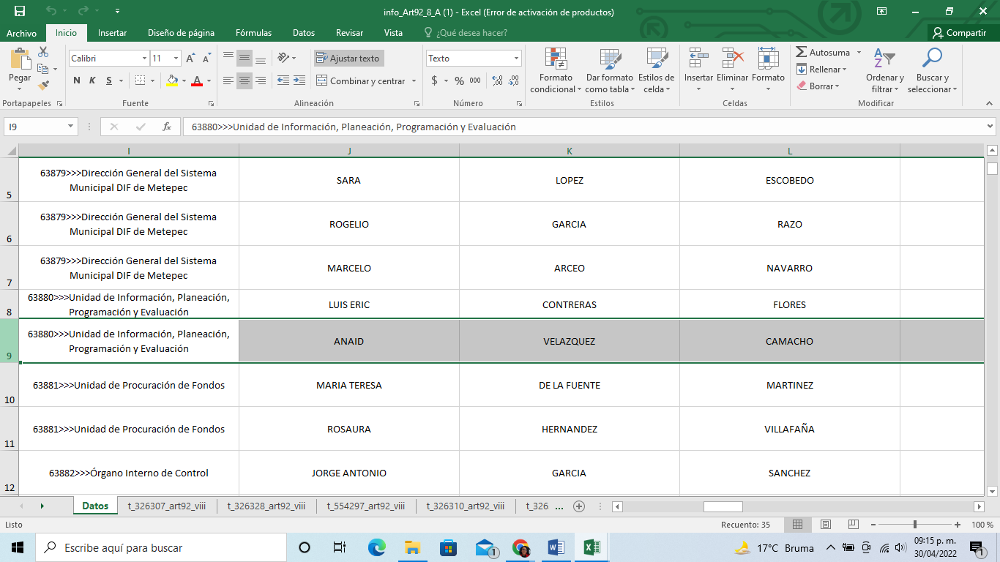 info_Art92_8_A (1) - Excel (Error de activación de productos)
Archivo Inicio Insertar Diseño de página Fórmulas Datos Revisar Vista ¿Qué desea hacer? Compartir
Pegar
Portapapeles
Calibri 11
N K S
Fuente
Ajustar texto
Combinar y centrar
Alineación
Texto
$ % 000
Número
Formato condicional
Dar formato como tabla
Estilos de celda
Estilos
Insertar Eliminar Formato
Celdas
Autosuma
Rellenar
Borrar
Ordenar y filtrar
Buscar y seleccionar
Modificar
I9 fx 63880>>>Unidad de Información, Planeación, Programación y Evaluación
I J K L
5 63879>>>Dirección General del Sistema Municipal DIF de Metepec SARA LOPEZ ESCOBEDO
6 63879>>>Dirección General del Sistema Municipal DIF de Metepec ROGELIO GARCIA RAZO
7 63879>>>Dirección General del Sistema Municipal DIF de Metepec MARCELO ARCEO NAVARRO
8 63880>>>Unidad de Información, Planeación, Programación y Evaluación LUIS ERIC CONTRERAS FLORES
9 63880>>>Unidad de Información, Planeación, Programación y Evaluación ANAID VELAZQUEZ CAMACHO
10 63881>>>Unidad de Procuración de Fondos MARIA TERESA DE LA FUENTE MARTINEZ
11 63881>>>Unidad de Procuración de Fondos ROSAURA HERNANDEZ VILLAFAÑA
12 63882>>>Órgano Interno de Control JORGE ANTONIO GARCIA SANCHEZ
Datos t_326307_art92_viii t_326328_art92_viii t_554297_art92_viii t_326310_art92_viii t_326 ...
Listo Recuento: 35 100 %
Escribe aquí para buscar 1 17°C Bruma 09:15 p. m.
30/04/2022 1